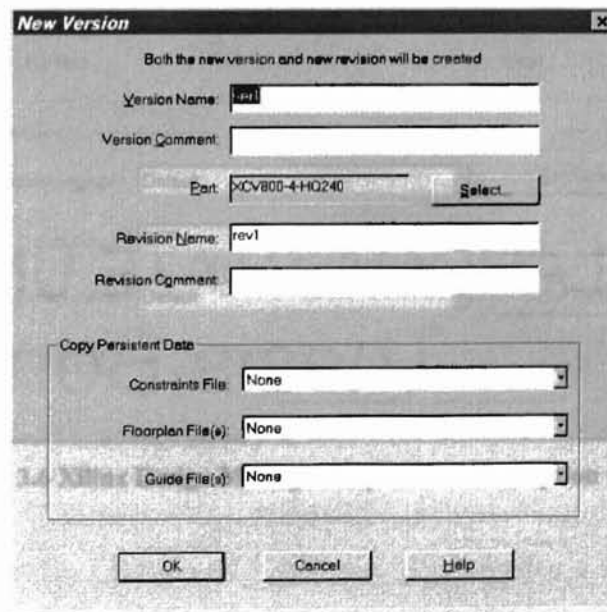 New Version
Both the new version and new revision will be created
Version Name: ver1
Version Comment:
Part: XCV800-4-HQ240 Select...
Revision Name: rev1
Revision Comment:
Copy Persistent Data
Constraints File: None
Floorplan File(s): None
Guide File(s): None
OK Cancel Help